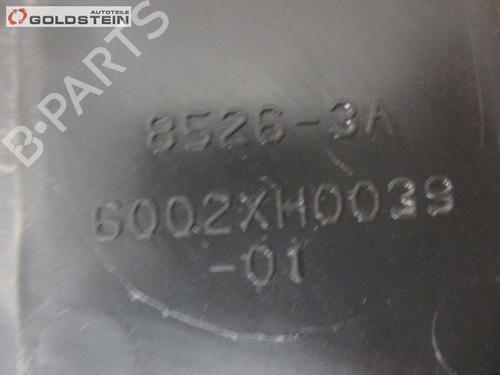 AUTOTEILE
GOLDSTEIN
B-PARTS
8526-3A
6002XH0039
-01